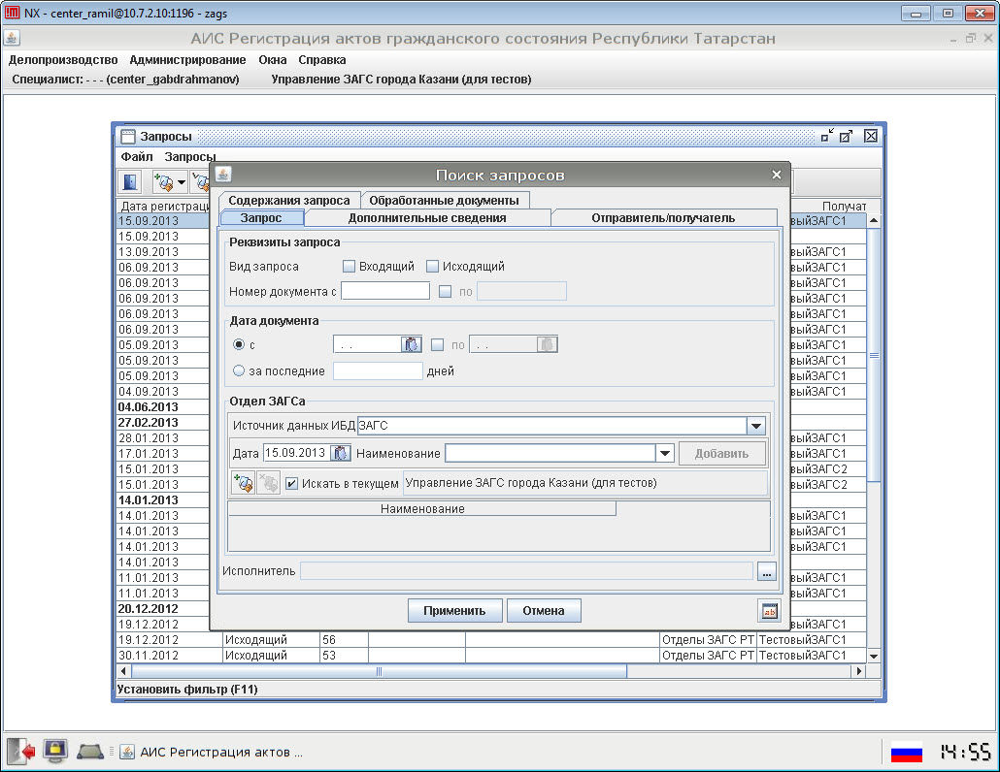 NX - center_ramil@10.7.2.10:1196 - zags
АИС Регистрация актов гражданского состояния Республики Татарстан
Делопроизводство Администрирование Окна Справка
Специалист: - - - (center_gabdrahmanov) Управление ЗАГС города Казани (для тестов)
Запросы
Файл Запросы
Поиск запросов
Содержания запроса Обработанные документы
Запрос Дополнительные сведения Отправитель/получатель
Реквизиты запроса
Вид запроса Входящий Исходящий
Номер документа с по
Дата документа
с . . по . .
за последние дней
Отдел ЗАГСа
Источник данных ИБД ЗАГС
Дата 15.09.2013 Наименование Добавить
Искать в текущем Управление ЗАГС города Казани (для тестов)
Наименование
Исполнитель ...
Применить Отмена ab
Дата регистраци Получат
15.09.2013 выйЗАГС1
15.09.2013
13.09.2013 выйЗАГС1
06.09.2013 выйЗАГС1
06.09.2013 выйЗАГС1
06.09.2013 выйЗАГС1
06.09.2013 выйЗАГС1
06.09.2013 выйЗАГС1
05.09.2013 выйЗАГС1
05.09.2013 выйЗАГС1
05.09.2013 выйЗАГС1
04.09.2013 выйЗАГС1
04.06.2013
27.02.2013
28.01.2013 выйЗАГС1
17.01.2013 выйЗАГС1
15.01.2013 выйЗАГС2
15.01.2013 выйЗАГС2
14.01.2013
14.01.2013 выйЗАГС1
14.01.2013 выйЗАГС1
14.01.2013 выйЗАГС1
14.01.2013
11.01.2013 выйЗАГС1
11.01.2013 выйЗАГС1
20.12.2012
19.12.2012 выйЗАГС1
19.12.2012 Исходящий 56 Отделы ЗАГС РТ ТестовыйЗАГС1
30.11.2012 Исходящий 53 Отделы ЗАГС РТ ТестовыйЗАГС1
Установить фильтр (F11)
АИС Регистрация актов ... 14:55